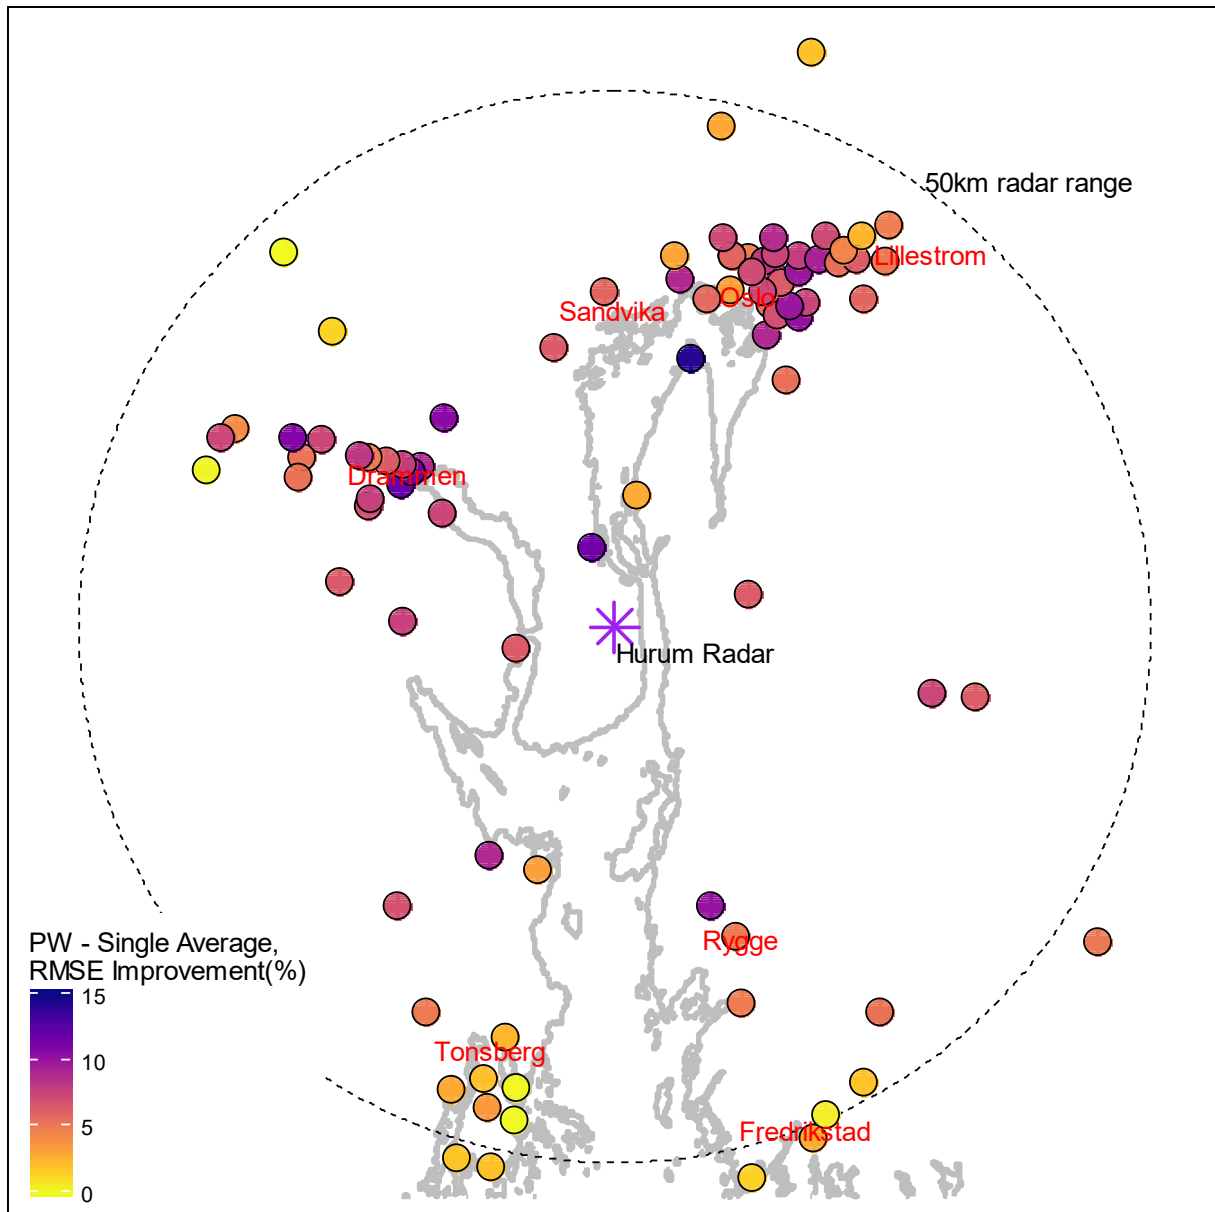 50km radar range
Lillestrom
Oslo
Sandvika
Drammen
Hurum Radar
PW - Single Average,
RMSE Improvement(%)
15
10
5
0
Rygge
Tonsberg
Fredrikstad